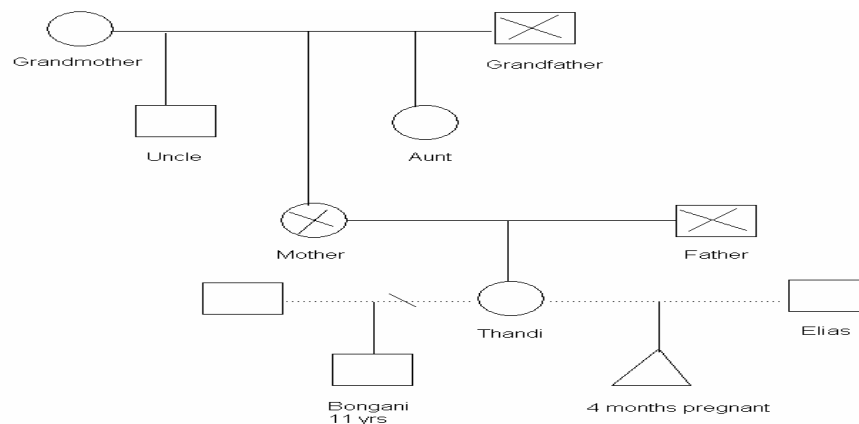 Grandmother
Grandfather
Uncle
Aunt
Mother
Father
Thandi
Elias
Bongani
11 yrs
4 months pregnant